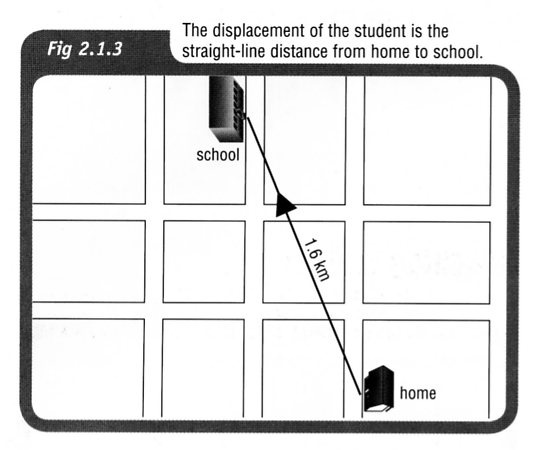 Fig 2.1.3
The displacement of the student is the
straight-line distance from home to school.
school
1.6 km
home